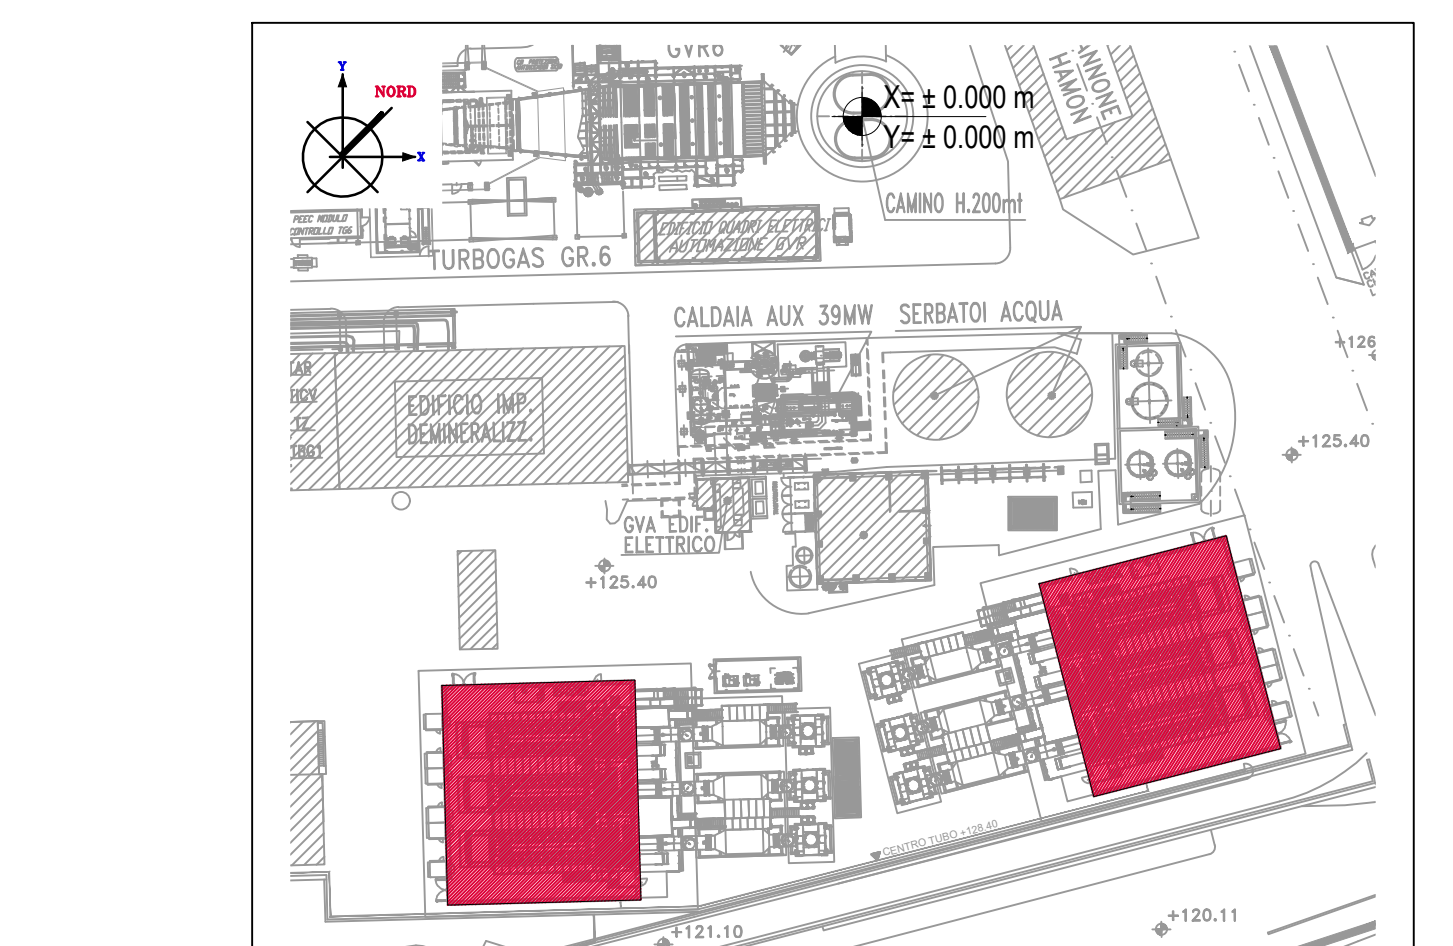 GVR6
Y
NORD
X
X= ± 0.000 m
Y= ± 0.000 m
ANNONE
HAMON
CAMINO H.200mt
PEEC MODULO
CONTROLLO TG6
TURBOGAS GR.6
EDIFICIO QUADRI ELETTRICI
AUTOMAZIONE GVR
CALDAIA AUX 39MW
SERBATOI ACQUA
+126
EDIFICIO IMP.
DEMINERALIZZ.
+125.40
GVA EDIF.
ELETTRICO
+125.40
CENTRO TUBO +128.40
+121.10
+120.11